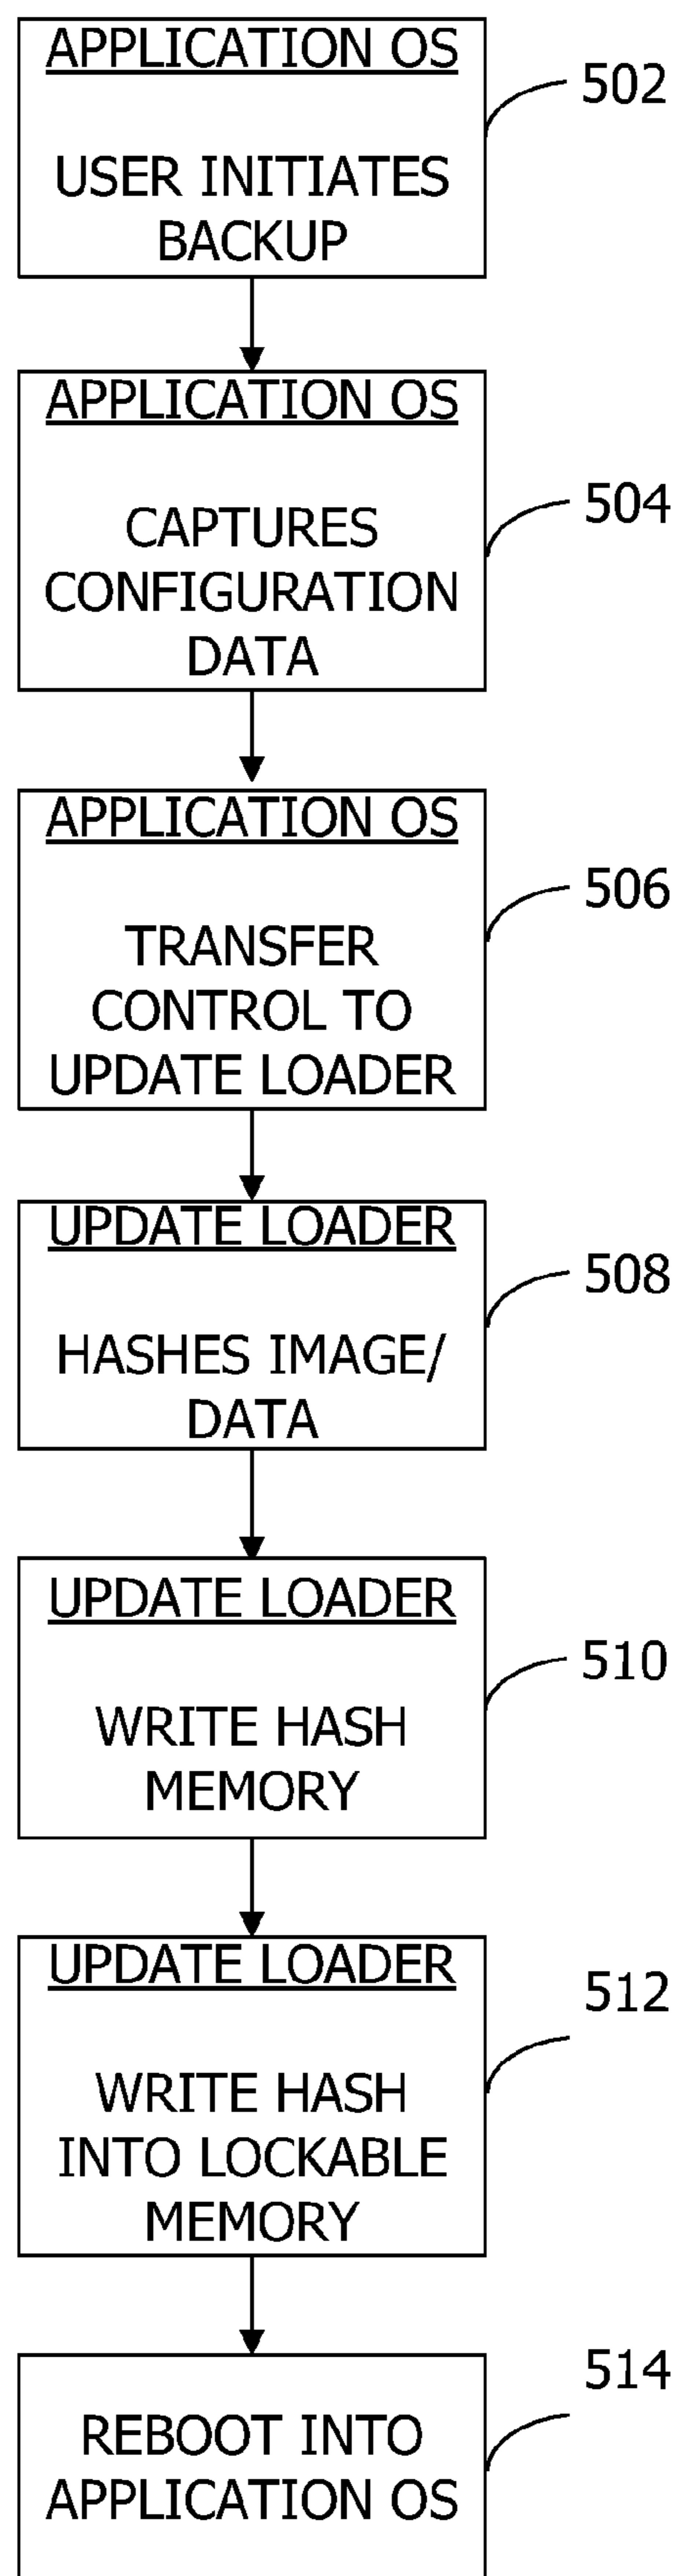 APPLICATION OS
502
USER INITIATES
BACKUP
APPLICATION OS
504
CAPTURES
CONFIGURATION
DATA
APPLICATION OS
506
TRANSFER
CONTROL TO
UPDATE LOADER
UPDATE LOADER
508
HASHES IMAGE/
DATA
UPDATE LOADER
510
WRITE HASH
MEMORY
UPDATE LOADER
512
WRITE HASH
INTO LOCKABLE
MEMORY
514
REBOOT INTO
APPLICATION OS